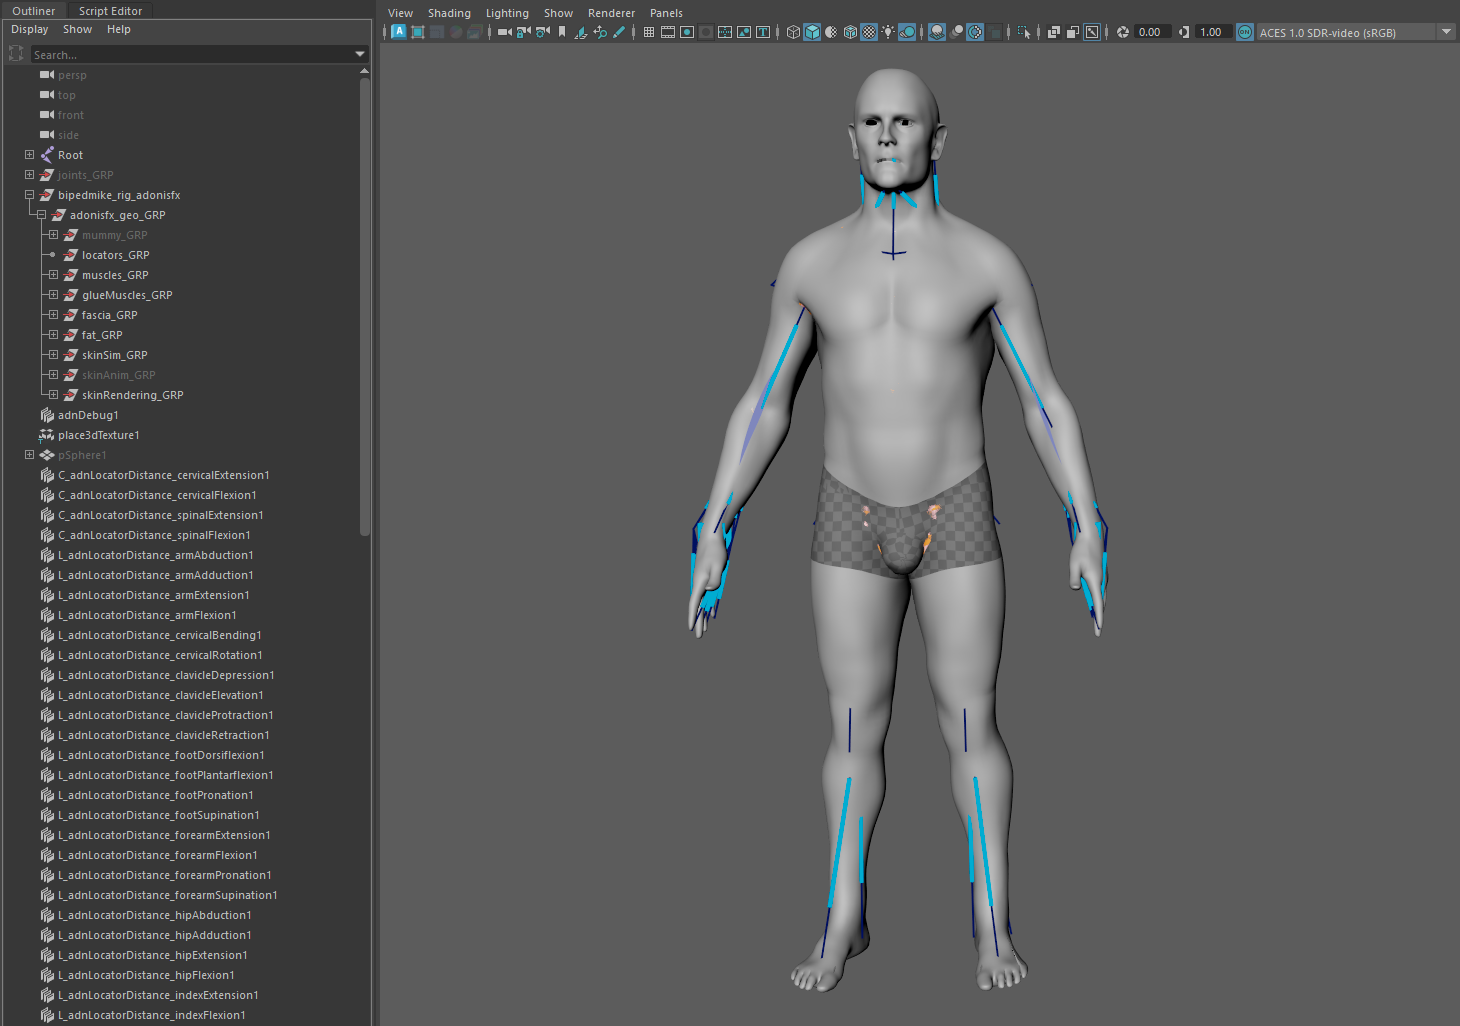 Outliner
Script Editor
Display Show Help
Search...
persp
top
front
side
Root
joints_GRP
bipedmike_rig_adonisfx
adonisfx_geo_GRP
mummy_GRP
locators_GRP
muscles_GRP
glueMuscles_GRP
fascia_GRP
fat_GRP
skinSim_GRP
skinAnim_GRP
skinRendering_GRP
adnDebug1
place3dTexture1
pSphere1
C_adnLocatorDistance_cervicalExtension1
C_adnLocatorDistance_cervicalFlexion1
C_adnLocatorDistance_spinalExtension1
C_adnLocatorDistance_spinalFlexion1
L_adnLocatorDistance_armAbduction1
L_adnLocatorDistance_armAdduction1
L_adnLocatorDistance_armExtension1
L_adnLocatorDistance_armFlexion1
L_adnLocatorDistance_cervicalBending1
L_adnLocatorDistance_cervicalRotation1
L_adnLocatorDistance_clavicleDepression1
L_adnLocatorDistance_clavicleElevation1
L_adnLocatorDistance_clavicleProtraction1
L_adnLocatorDistance_clavicleRetraction1
L_adnLocatorDistance_footDorsiflexion1
L_adnLocatorDistance_footPlantarflexion1
L_adnLocatorDistance_footPronation1
L_adnLocatorDistance_footSupination1
L_adnLocatorDistance_forearmExtension1
L_adnLocatorDistance_forearmFlexion1
L_adnLocatorDistance_forearmPronation1
L_adnLocatorDistance_forearmSupination1
L_adnLocatorDistance_hipAbduction1
L_adnLocatorDistance_hipAdduction1
L_adnLocatorDistance_hipExtension1
L_adnLocatorDistance_hipFlexion1
L_adnLocatorDistance_indexExtension1
L_adnLocatorDistance_indexFlexion1
View Shading Lighting Show Renderer Panels
A T 0.00 1.00 ON ACES 1.0 SDR-video (sRGB)